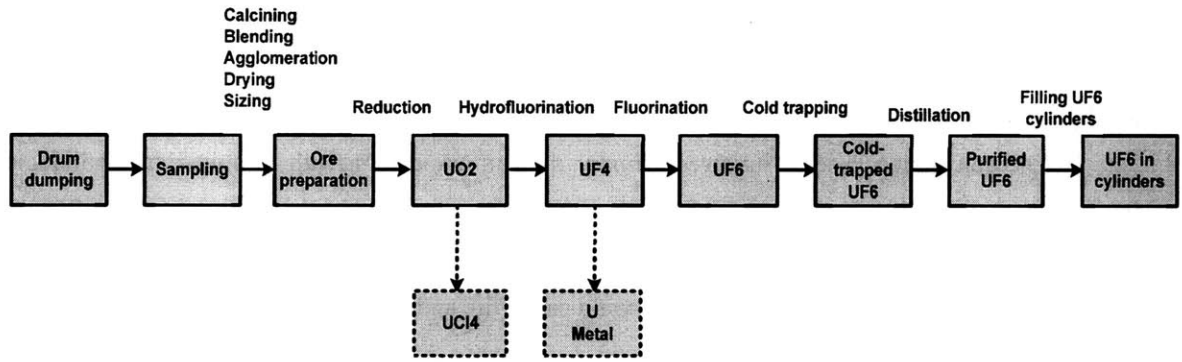 Calcining
Blending
Agglomeration
Drying
Sizing
Reduction
Hydrofluorination
Fluorination
Cold trapping
Distillation
Filling UF6
cylinders
Drum
dumping
Sampling
Ore
preparation
UO2
UF4
UF6
Cold-
trapped
UF6
Purified
UF6
UF6 in
cylinders
UCl4
U
Metal